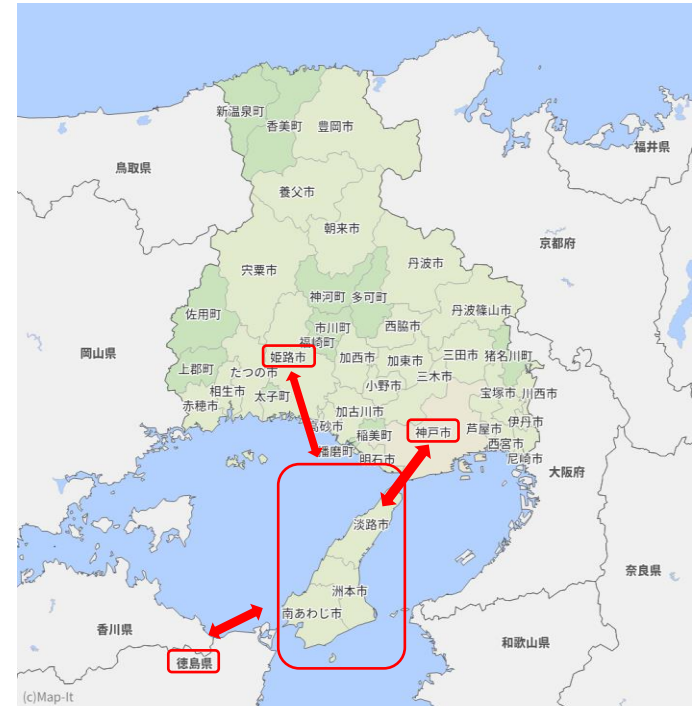 新温泉町
香美町
豊岡市
福井県
鳥取県
養父市
朝来市
京都府
丹波市
宍粟市
神河町
多可町
丹波篠山市
佐用町
市川町
西脇市
福崎町
岡山県
姫路市
加西市
加東市
三田市
猪名川町
上郡町
たつの市
三木市
小野市
相生市
太子町
宝塚市
川西市
赤穂市
加古川市
高砂市
稲美町
神戸市
芦屋市
伊丹市
西宮市
播磨町
明石市
尼崎市
大阪府
淡路市
奈良県
洲本市
南あわじ市
香川県
和歌山県
徳島県
(c)Map-It